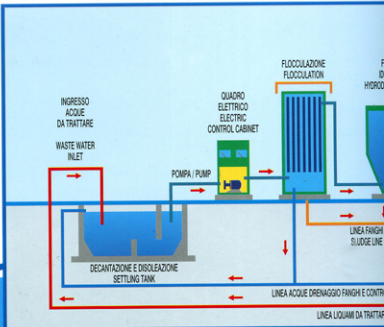 FLOCCULAZIONE
FLOCCULATION
HYDROD
INGRESSO
ACQUE
DA TRATTARE
WASTE WATER
INLET
QUADRO
ELETTRICO
ELECTRIC
CONTROL CABINET
POMPA / PUMP
LINEA FANGHI
SLUDGE LINE
DECANTAZIONE E DISOLEAZIONE
SETTLING TANK
LINEA ACQUE DRENAGGIO FANGHI E CONTR
LINEA LIQUAMI DA TRATTAR